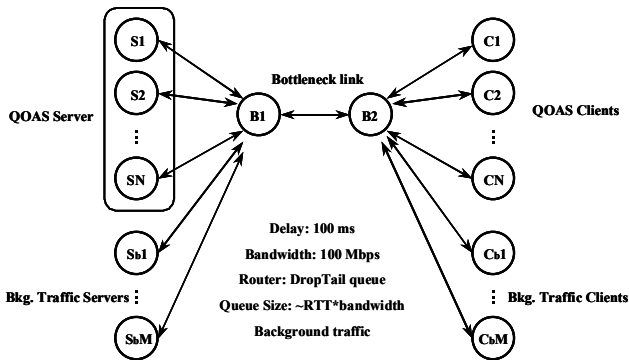 S1
C1
Bottleneck link
S2
C2
QOAS Server
B1
B2
QOAS Clients
SN
CN
Delay: 100 ms
Sb1
Bandwidth: 100 Mbps
Cb1
Router: DropTail queue
Bkg. Traffic Servers
Queue Size: ~RTT*bandwidth
Bkg. Traffic Clients
Background traffic
SbM
CbM